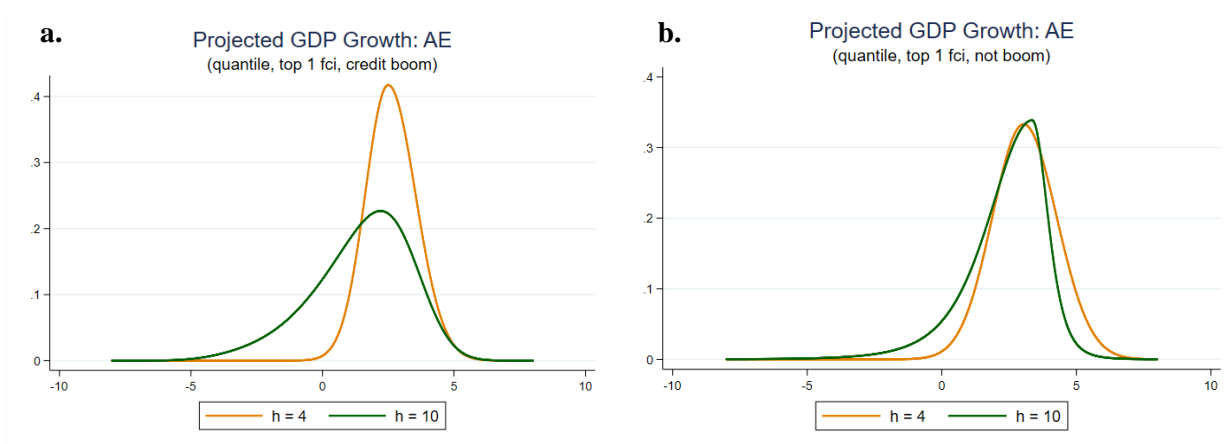 a.
Projected GDP Growth: AE
(quantile, top 1 fci, credit boom)
.4
.3
.2
.1
0
-10 -5 0 5 10
h = 4 h = 10
b.
Projected GDP Growth: AE
(quantile, top 1 fci, not boom)
.4
.3
.2
.1
0
-10 -5 0 5 10
h = 4 h = 10